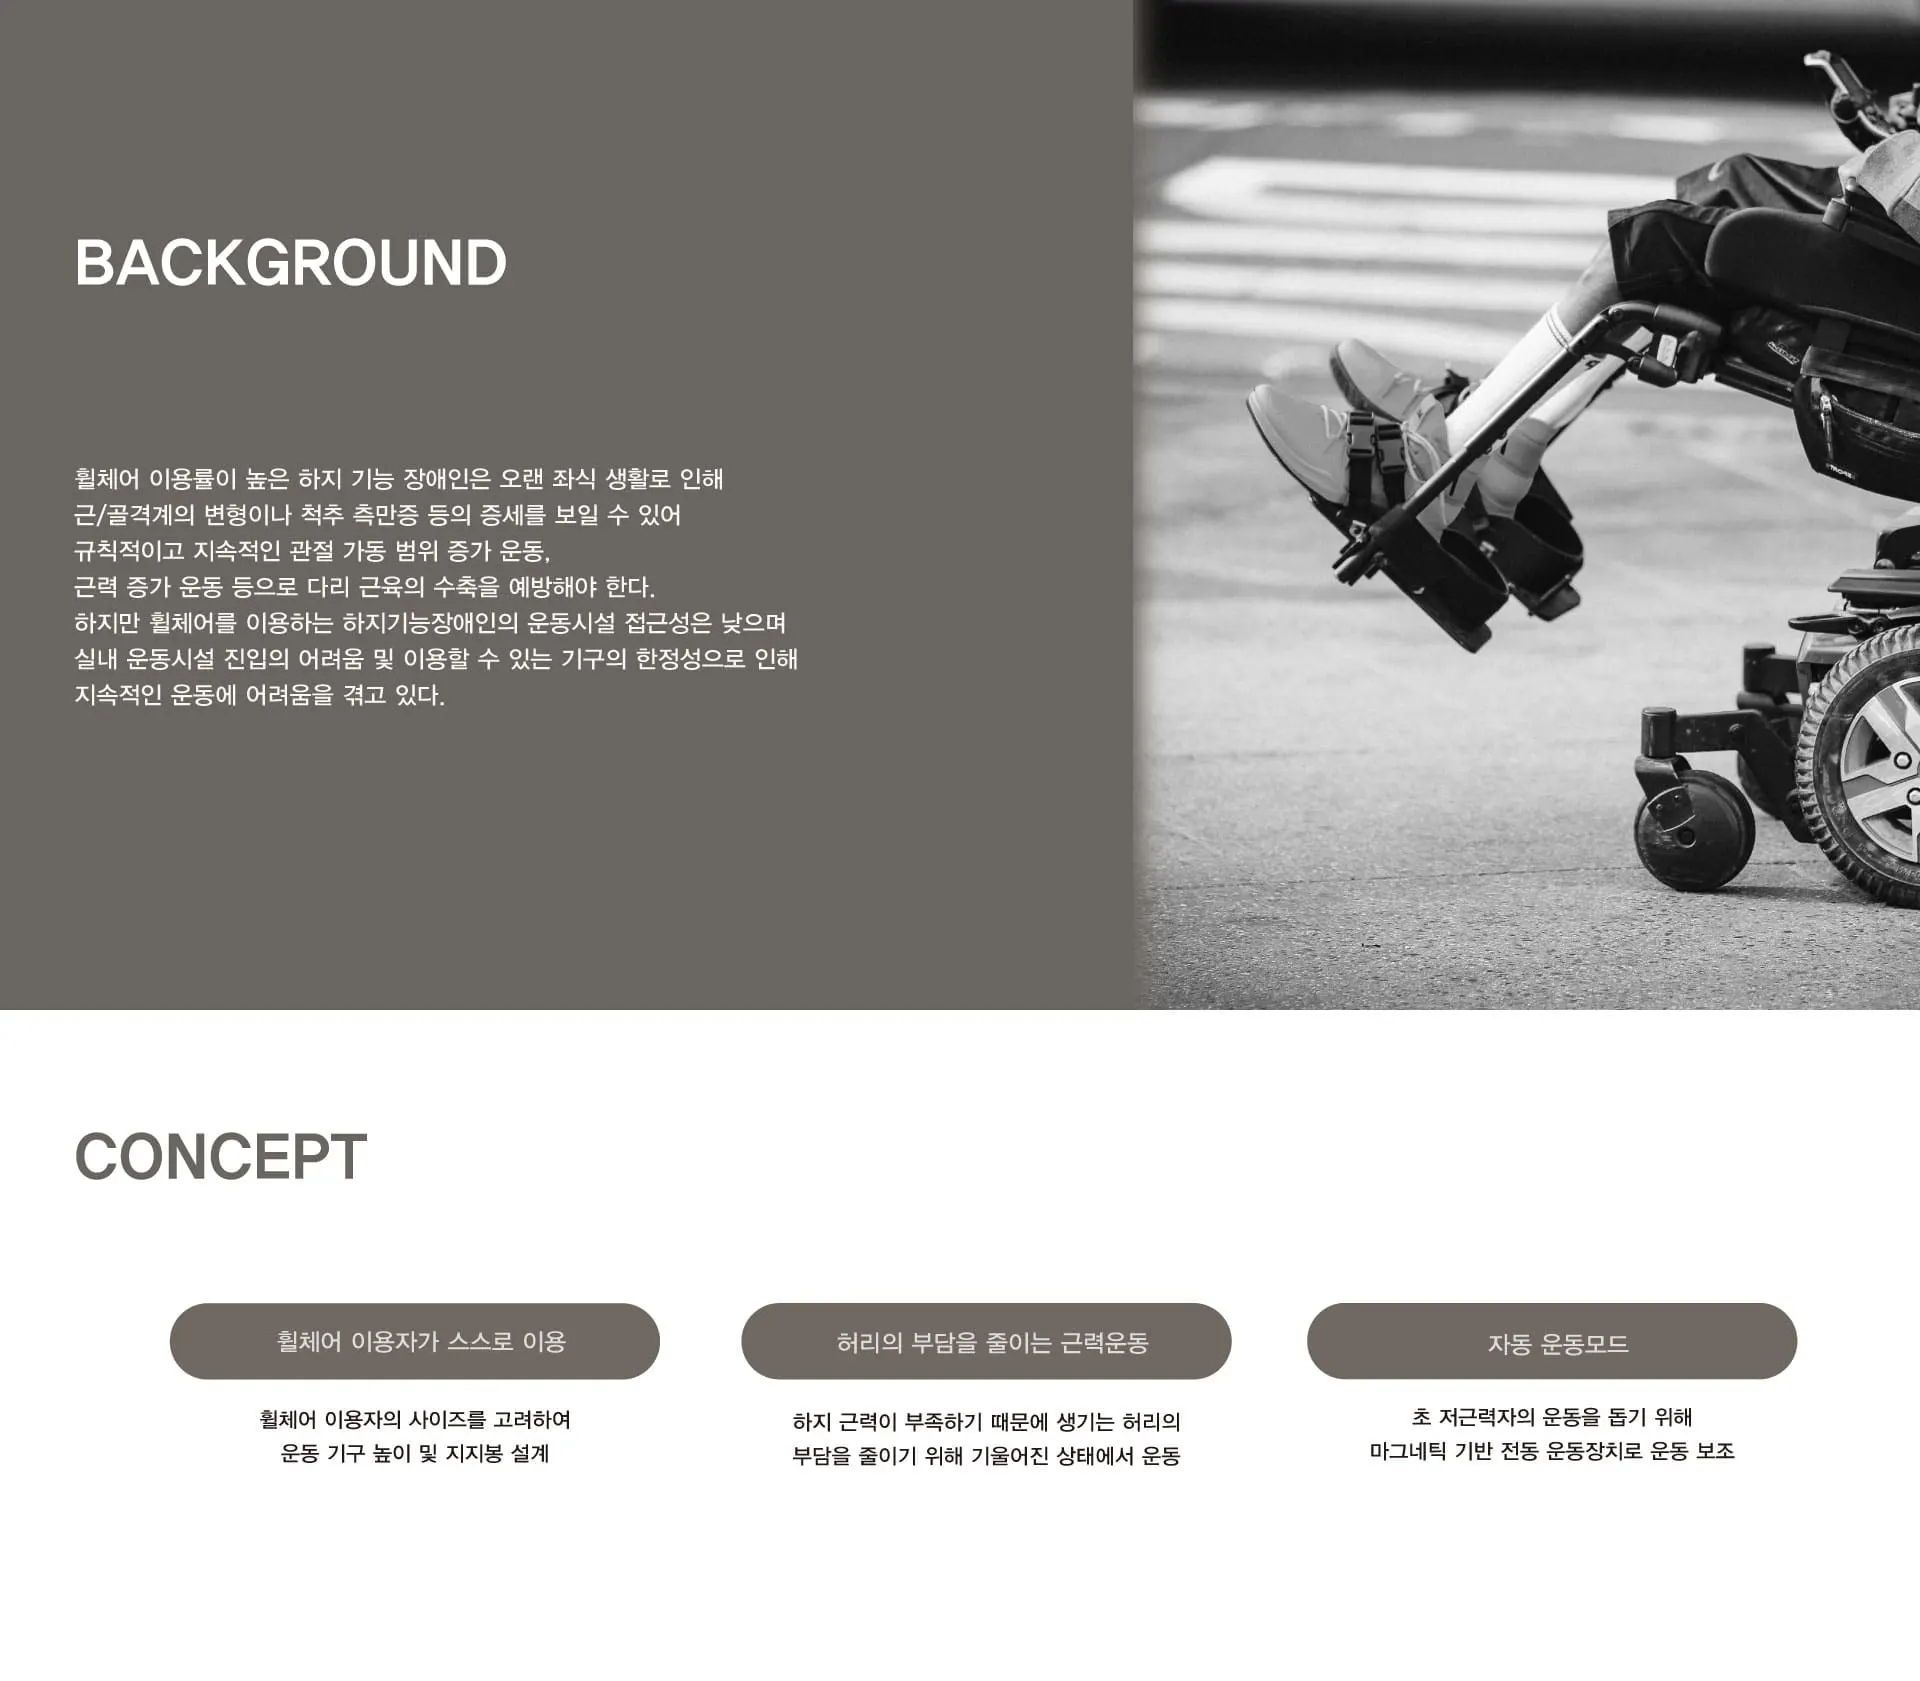 BACKGROUND
휠체어 이용률이 높은 하지 기능 장애인은 오랜 좌식 생활로 인해
근/골격계의 변형이나 척추 측만증 등의 증세를 보일 수 있어
규칙적이고 지속적인 관절 가동 범위 증가 운동,
근력 증가 운동 등으로 다리 근육의 수축을 예방해야 한다.
하지만 휠체어를 이용하는 하지기능장애인의 운동시설 접근성은 낮으며
실내 운동시설 진입의 어려움 및 이용할 수 있는 기구의 한정성으로 인해
지속적인 운동에 어려움을 겪고 있다.
CONCEPT
휠체어 이용자가 스스로 이용
휠체어 이용자의 사이즈를 고려하여
운동 기구 높이 및 지지봉 설계
허리의 부담을 줄이는 근력운동
하지 근력이 부족하기 때문에 생기는 허리의
부담을 줄이기 위해 기울어진 상태에서 운동
자동 운동모드
초 저근력자의 운동을 돕기 위해
마그네틱 기반 전동 운동장치로 운동 보조